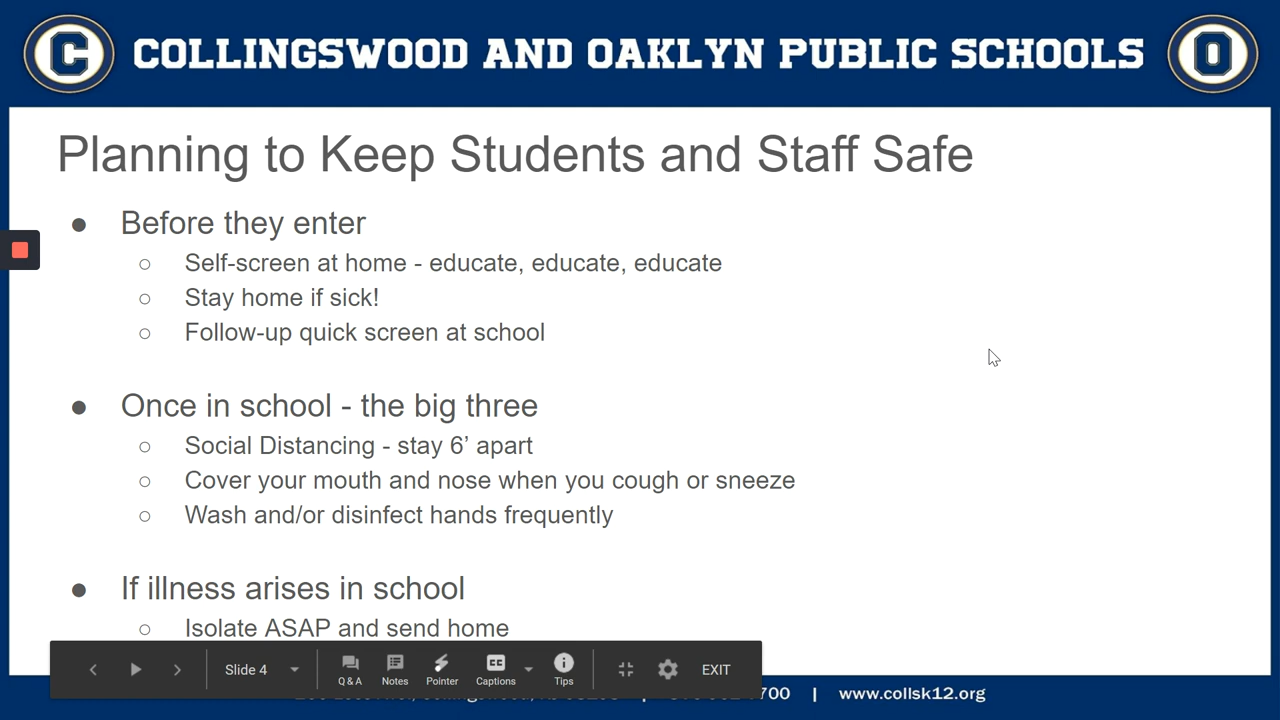 C COLLINGSWOOD AND OAKLYN PUBLIC SCHOOLS O
Planning to Keep Students and Staff Safe
● Before they enter
○ Self-screen at home - educate, educate, educate
○ Stay home if sick!
○ Follow-up quick screen at school
● Once in school - the big three
○ Social Distancing - stay 6’ apart
○ Cover your mouth and nose when you cough or sneeze
○ Wash and/or disinfect hands frequently
● If illness arises in school
○ Isolate ASAP and send home
Slide 4
Q & A
Notes
Pointer
CC
Captions
Tips
EXIT
| www.collsk12.org